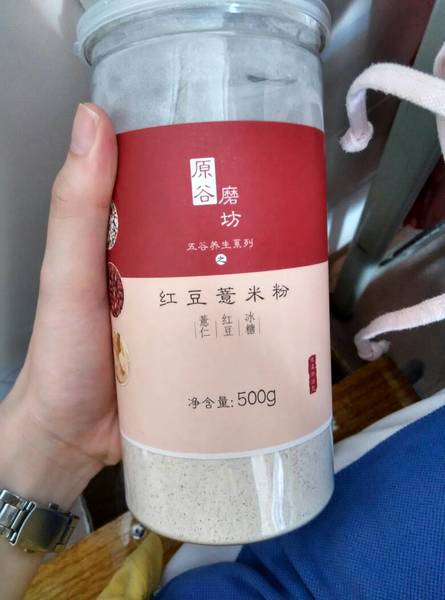 原谷
磨坊
五谷养生系列
之
红豆薏米粉
薏仁
红豆
冰糖
净含量:500g